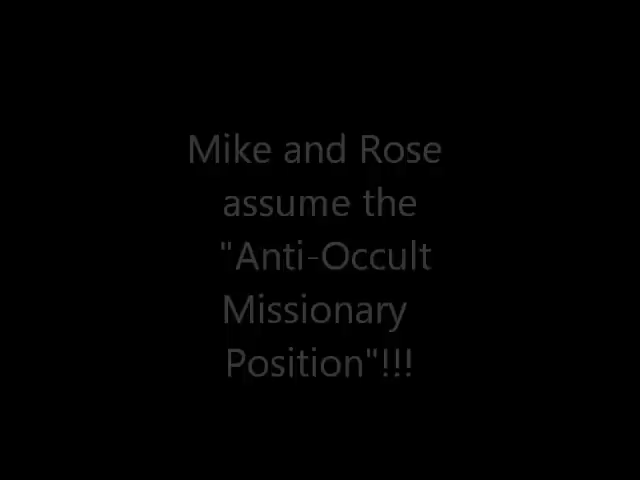 Mike and Rose
assume the
"Anti-Occult
Missionary
Position"!!!